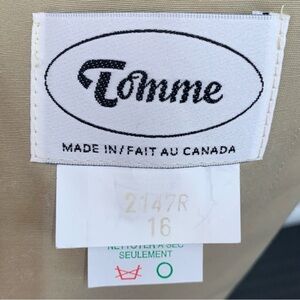 Tomme
MADE IN/FAIT AU CANADA
2147R
16
NETTOYER A SEC
SEULEMENT